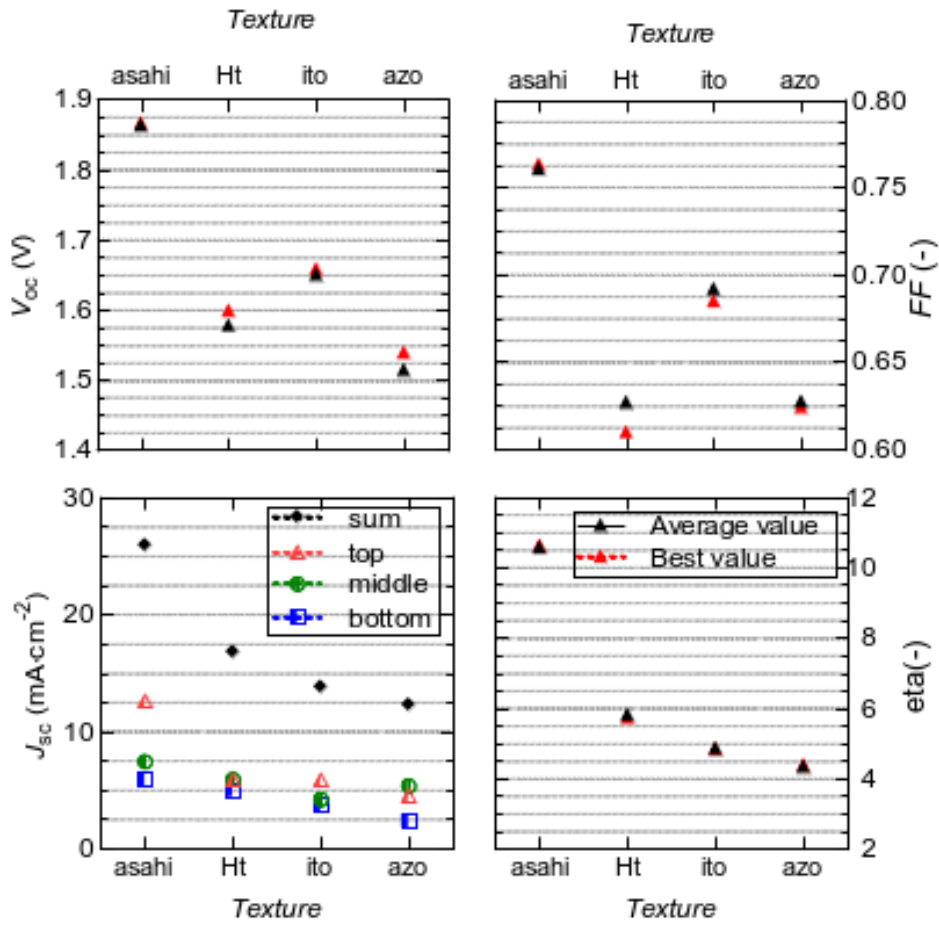 Texture
asahi Ht ito azo
1.9
1.8
1.7
1.6
1.5
1.4
V_oc (V)
Texture
asahi Ht ito azo
0.80
0.75
0.70
0.65
0.60
FF (-)
30
20
10
0
J_sc (mA·cm^-2)
sum
top
middle
bottom
asahi Ht ito azo
Texture
Average value
Best value
12
10
8
6
4
2
eta(-)
asahi Ht ito azo
Texture